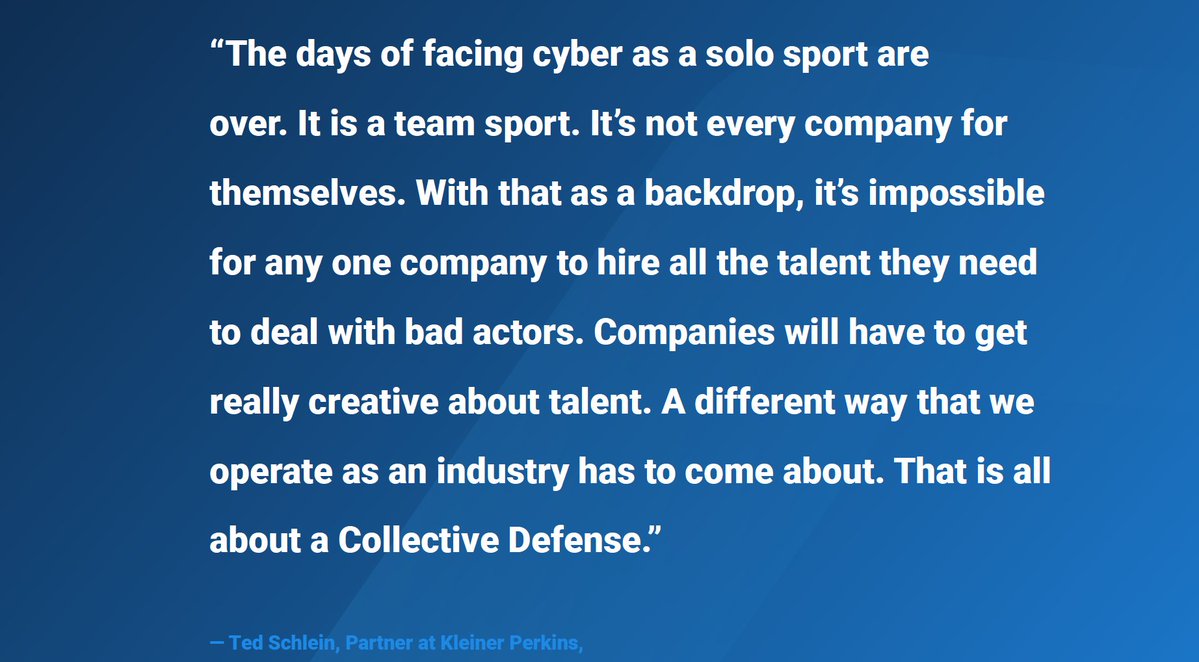 “The days of facing cyber as a solo sport are
over. It is a team sport. It’s not every company for
themselves. With that as a backdrop, it’s impossible
for any one company to hire all the talent they need
to deal with bad actors. Companies will have to get
really creative about talent. A different way that we
operate as an industry has to come about. That is all
about a Collective Defense.”
— Ted Schlein, Partner at Kleiner Perkins,